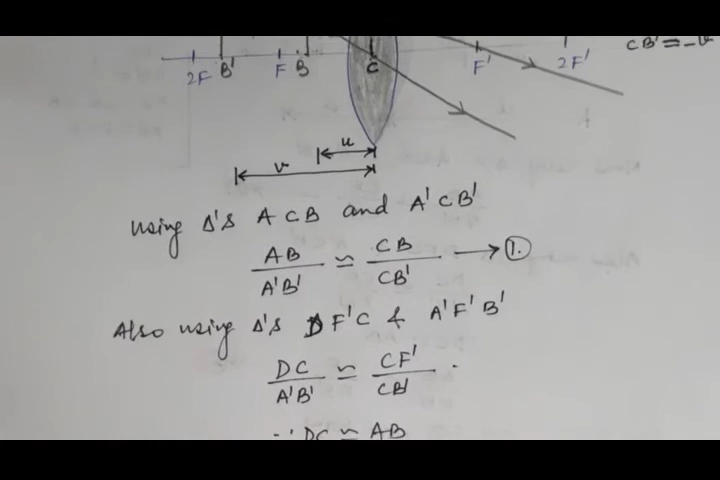 CB' = -v
2F B' F B C F' 2F'
u
v
using Δ'S ACB and A'CB'
AB/A'B' ≃ CB/CB' → ①.
Also using Δ'S DF'C & A'F'B'
DC/A'B' ≃ CF'/CB' .
∵ DC ≃ AB